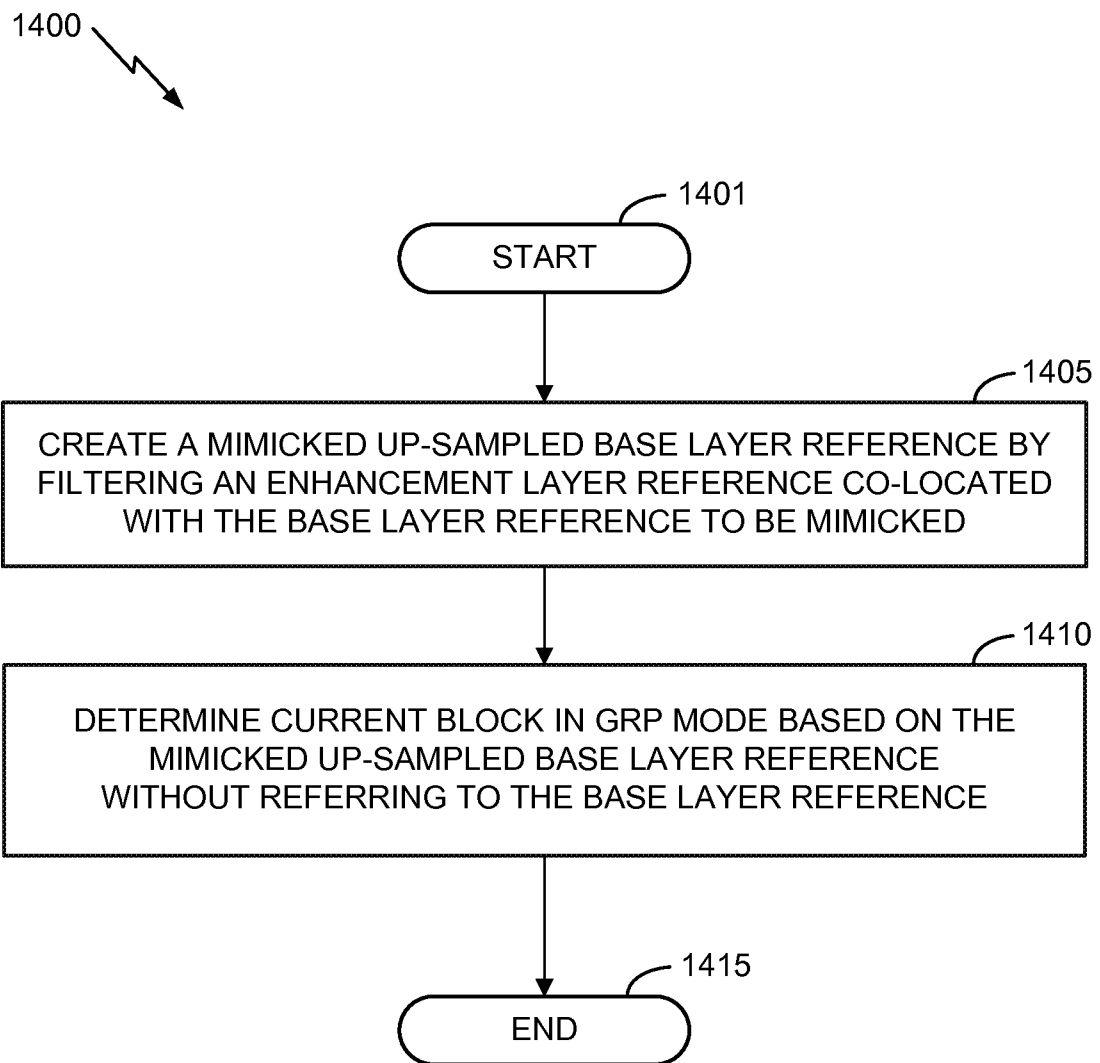 1400
1401
START
1405
CREATE A MIMICKED UP-SAMPLED BASE LAYER REFERENCE BY
FILTERING AN ENHANCEMENT LAYER REFERENCE CO-LOCATED
WITH THE BASE LAYER REFERENCE TO BE MIMICKED
1410
DETERMINE CURRENT BLOCK IN GRP MODE BASED ON THE
MIMICKED UP-SAMPLED BASE LAYER REFERENCE
WITHOUT REFERRING TO THE BASE LAYER REFERENCE
1415
END